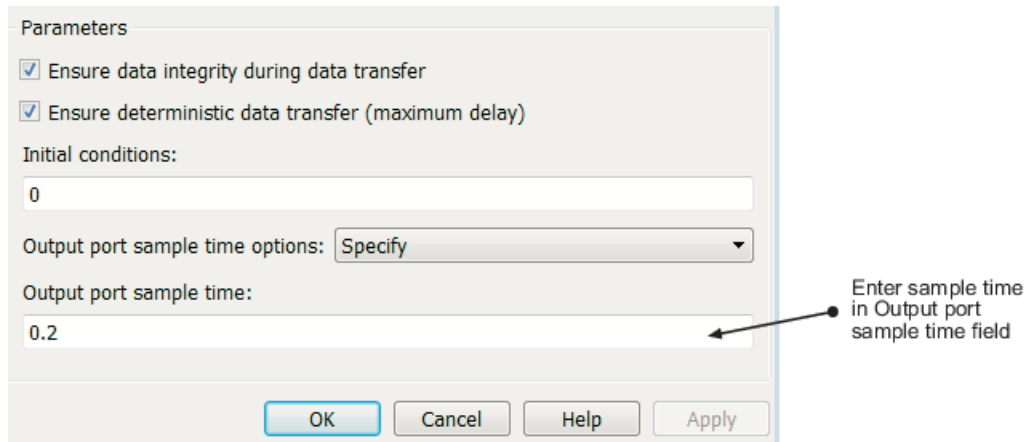 Parameters
Ensure data integrity during data transfer
Ensure deterministic data transfer (maximum delay)
Initial conditions:
0
Output port sample time options: Specify
Output port sample time:
0.2
Enter sample time
in Output port
sample time field
OK Cancel Help Apply